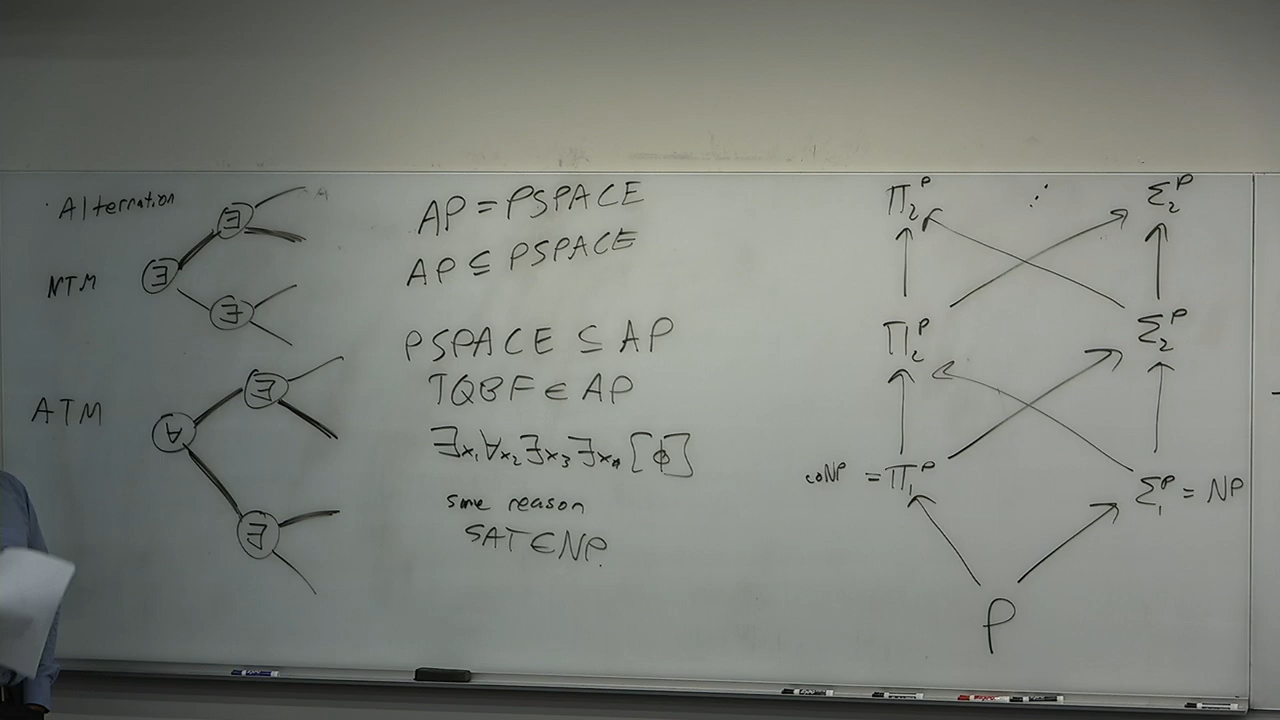 Alternation
NTM
∃
∃
∃
ATM
∀
∃
∃
AP = PSPACE
AP ⊆ PSPACE
PSPACE ⊆ AP
TQBF ∈ AP
∃x₁∀x₂∃x₃∃x₄[ϕ]
same reason
SAT ∈ NP.
Π₂ᴾ ⋰ Σ₂ᴾ
Π₂ᴾ Σ₂ᴾ
coNP = Π₁ᴾ Σ₁ᴾ = NP
P